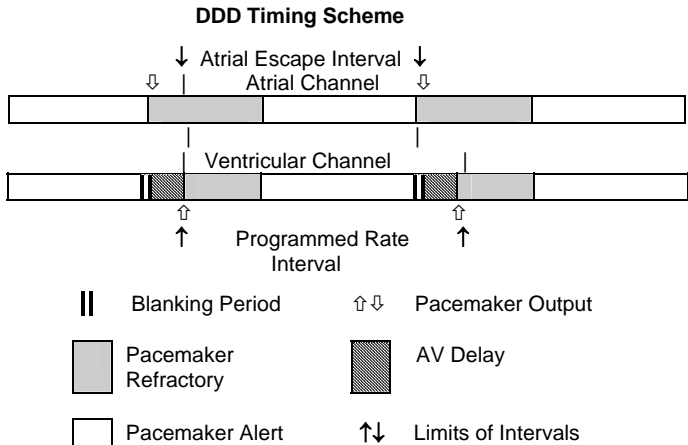 DDD Timing Scheme
Atrial Escape Interval
Atrial Channel
Ventricular Channel
Programmed Rate
Interval
Blanking Period
Pacemaker Output
Pacemaker
Refractory
AV Delay
Pacemaker Alert
Limits of Intervals